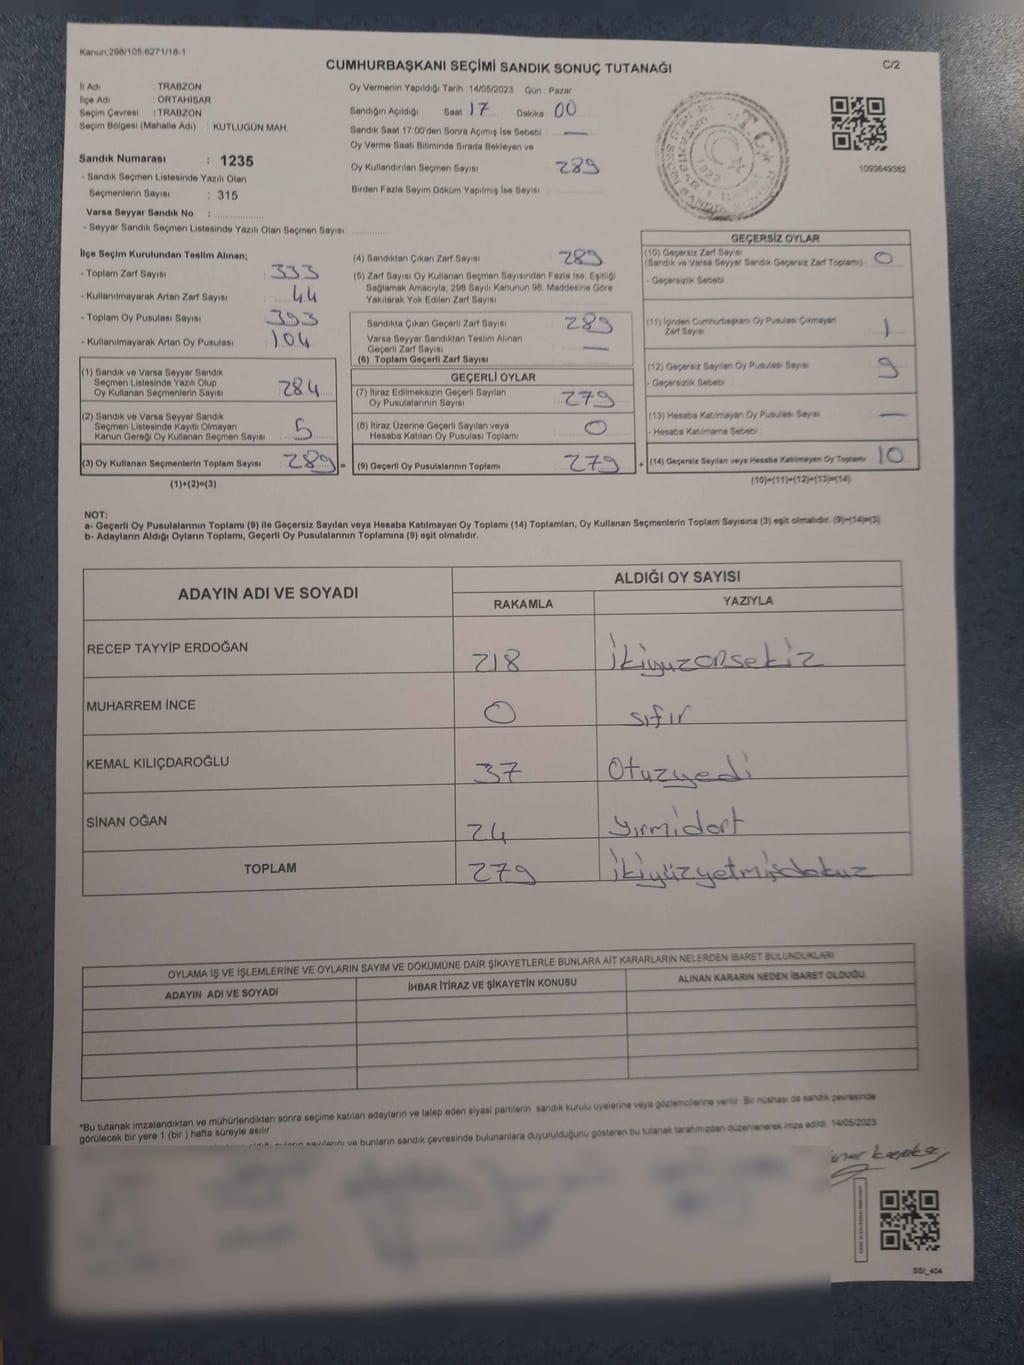 Kanun:298/105.6271/16-1
CUMHURBAŞKANI SEÇİMİ SANDIK SONUÇ TUTANAĞI
C/2
İl Adı : TRABZON
İlçe Adı : ORTAHİSAR
Seçim Çevresi : TRABZON
Seçim Bölgesi (Mahalle Adı) : KUTLUGÜN MAH.
Oy Vermenin Yapıldığı Tarih : 14/05/2023 Gün : Pazar
Sandığın Açıldığı Saat 17 Dakika 00
Sandık Saat 17:00'den Sonra Açımış İse Sebebi : —
Oy Verme Saati Bitiminde Sırada Bekleyen ve
Oy Kullandırılan Seçmen Sayısı 289
Birden Fazla Sayım Döküm Yapılmış İse Sayısı :
1093649382
Sandık Numarası : 1235
- Sandık Seçmen Listesinde Yazılı Olan
Seçmenlerin Sayısı : 315
Varsa Seyyar Sandık No :
- Seyyar Sandık Seçmen Listesinde Yazılı Olan Seçmen Sayısı:
İlçe Seçim Kurulundan Teslim Alınan;
- Toplam Zarf Sayısı : 333
- Kullanılmayarak Artan Zarf Sayısı : 44
- Toplam Oy Pusulası Sayısı : 393
- Kullanılmayarak Artan Oy Pusulası : 104
(1) Sandık ve Varsa Seyyar Sandık
Seçmen Listesinde Yazılı Olup
Oy Kullanan Seçmenlerin Sayısı : 284
(2) Sandık ve Varsa Seyyar Sandık
Seçmen Listesinde Kayıtlı Olmayan
Kanun Gereği Oy Kullanan Seçmen Sayısı : 5
(3) Oy Kullanan Seçmenlerin Toplam Sayısı : 289 =
(1)+(2)=(3)
(4) Sandıktan Çıkan Zarf Sayısı : 289
(5) Zarf Sayısı Oy Kullanan Seçmen Sayısından Fazla İse, Eşitliği
Sağlamak Amacıyla; 298 Sayılı Kanunun 98. Maddesine Göre
Yakılarak Yok Edilen Zarf Sayısı :
Sandıkta Çıkan Geçerli Zarf Sayısı : 289
Varsa Seyyar Sandıktan Teslim Alınan
Geçerli Zarf Sayısı : —
(6) Toplam Geçerli Zarf Sayısı
GEÇERLİ OYLAR
(7) İtiraz Edilmeksizin Geçerli Sayılan
Oy Pusulalarının Sayısı : 279
(8) İtiraz Üzerine Geçerli Sayılan veya
Hesaba Katılan Oy Pusulası Toplamı : 0
(9) Geçerli Oy Pusulalarının Toplamı : 279 +
GEÇERSİZ OYLAR
(10) Geçersiz Zarf Sayısı
(Sandık ve Varsa Seyyar Sandık Geçersiz Zarf Toplamı) : 0
- Geçersizlik Sebebi :
(11) İçinden Cumhurbaşkanı Oy Pusulası Çıkmayan
Zarf Sayısı : 1
(12) Geçersiz Sayılan Oy Pusulası Sayısı : 9
- Geçersizlik Sebebi :
(13) Hesaba Katılmayan Oy Pusulası Sayısı : —
- Hesaba Katılmama Sebebi :
(14) Geçersiz Sayılan veya Hesaba Katılmayan Oy Toplamı : 10
(10)+(11)+(12)+(13)=(14)
NOT:
a- Geçerli Oy Pusulalarının Toplamı (9) ile Geçersiz Sayılan veya Hesaba Katılmayan Oy Toplamı (14) Toplamları, Oy Kullanan Seçmenlerin Toplam Sayısına (3) eşit olmalıdır. (9)+(14)=(3)
b- Adayların Aldığı Oyların Toplamı, Geçerli Oy Pusulalarının Toplamına (9) eşit olmalıdır.
ADAYIN ADI VE SOYADI
ALDIĞI OY SAYISI
RAKAMLA YAZIYLA
RECEP TAYYİP ERDOĞAN 218 İkiyuzonsekiz
MUHARREM İNCE 0 sıfır
KEMAL KILIÇDAROĞLU 37 Otuzyedi
SİNAN OĞAN 24 yirmidort
TOPLAM 279 ikiyüzyetmişdokuz
OYLAMA İŞ VE İŞLEMLERİNE VE OYLARIN SAYIM VE DÖKÜMÜNE DAİR ŞİKAYETLERLE BUNLARA AİT KARARLARIN NELERDEN İBARET BULUNDUKLARI
ADAYIN ADI VE SOYADI İHBAR İTİRAZ VE ŞİKAYETİN KONUSU ALINAN KARARIN NEDEN İBARET OLDUĞU
*Bu tutanak imzalandıktan ve mühürlendikten sonra seçime katılan adayların ve talep eden siyasi partilerin sandık kurulu üyelerine veya gözlemcilerine verilir. Bir nüshası da sandık çevresinde
görülecek bir yere 1 (bir) hafta süreyle asılır.
sayılarını ve bunların sandık çevresinde bulunanlara duyurulduğunu gösteren bu tutanak tarafımızdan düzenlenerek imza edildi. 14/05/2023
SSI_404